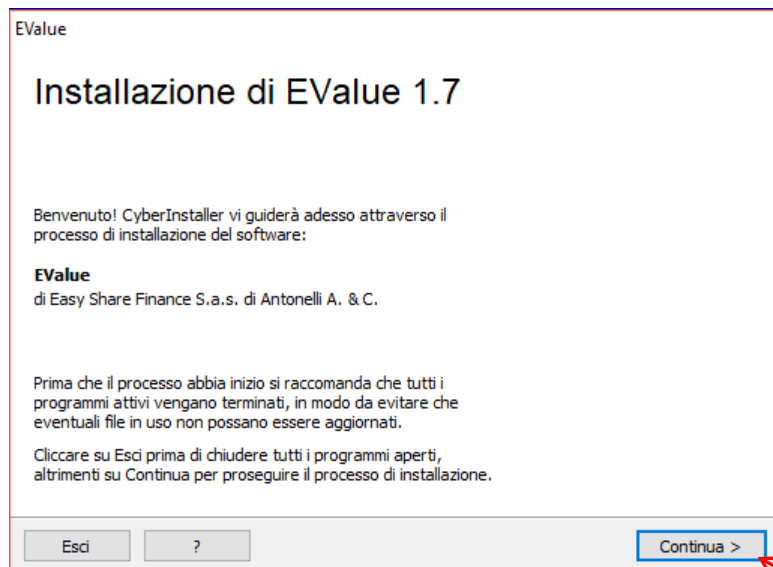 EValue
Installazione di EValue 1.7
Benvenuto! CyberInstaller vi guiderà adesso attraverso il
processo di installazione del software:
EValue
di Easy Share Finance S.a.s. di Antonelli A. & C.
Prima che il processo abbia inizio si raccomanda che tutti i
programmi attivi vengano terminati, in modo da evitare che
eventuali file in uso non possano essere aggiornati.
Cliccare su Esci prima di chiudere tutti i programmi aperti,
altrimenti su Continua per proseguire il processo di installazione.
Esci ? Continua >